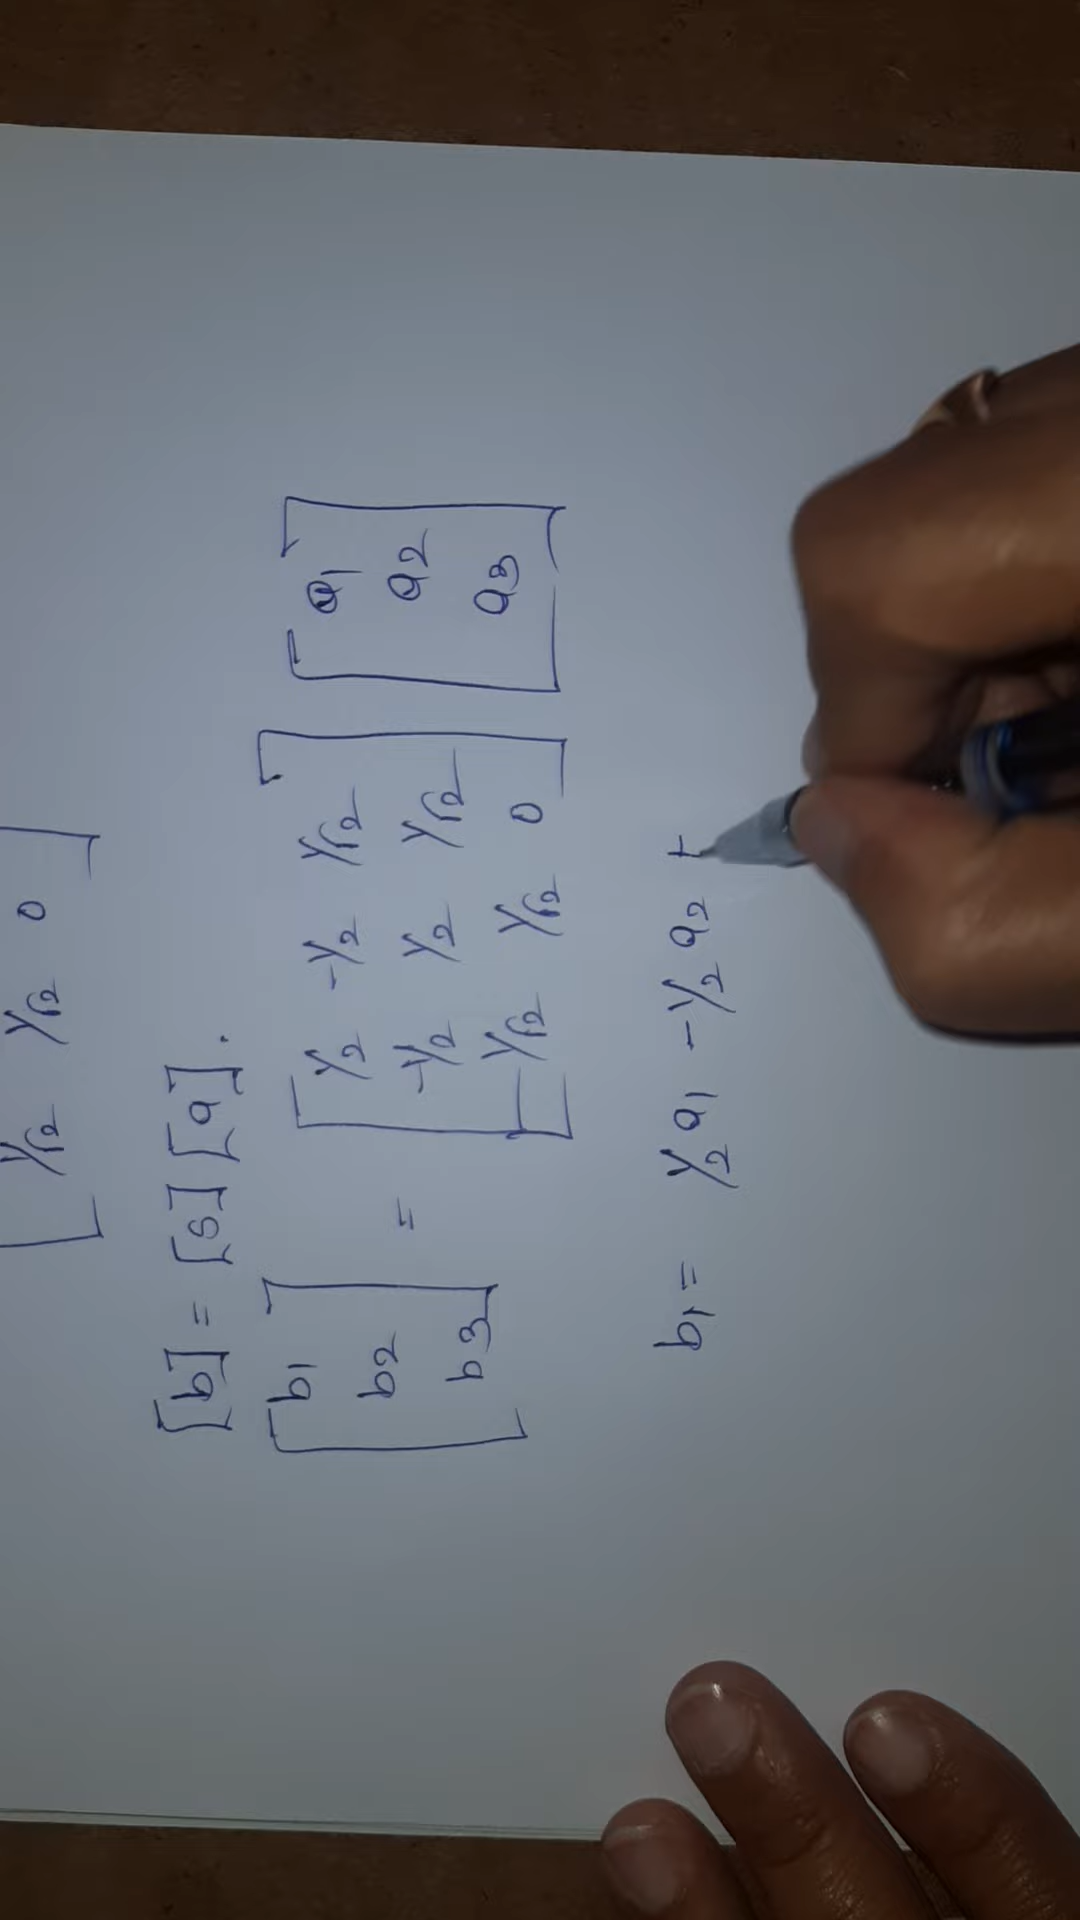 [ 1/√2 1/√2 0 ]
[b] = [s] [a].
[ b1 ] [ 1/2 -1/2 1/√2 ] [ a1 ]
[ b2 ] = [ -1/2 1/2 1/√2 ] [ a2 ]
[ b3 ] [ 1/√2 1/√2 0 ] [ a3 ]
b1 = 1/2 a1 - 1/2 a2 +